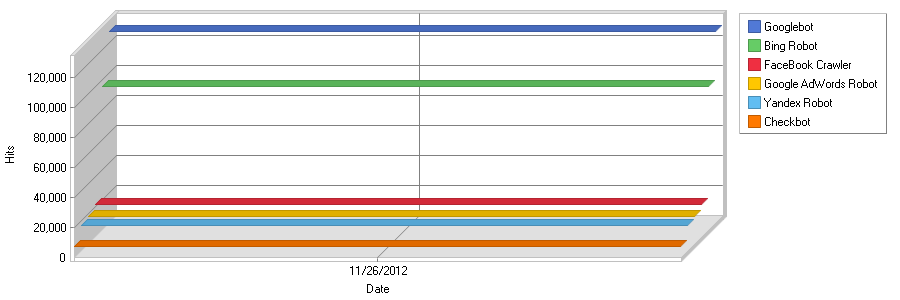 120,000
100,000
80,000
60,000
40,000
20,000
0
Hits
11/26/2012
Date
Googlebot
Bing Robot
FaceBook Crawler
Google AdWords Robot
Yandex Robot
Checkbot